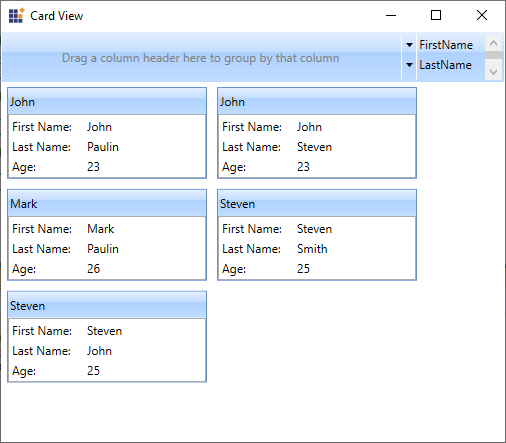 Card View
Drag a column header here to group by that column
FirstName
LastName
John
First Name: John
Last Name: Paulin
Age: 23
John
First Name: John
Last Name: Steven
Age: 23
Mark
First Name: Mark
Last Name: Paulin
Age: 26
Steven
First Name: Steven
Last Name: Smith
Age: 25
Steven
First Name: Steven
Last Name: John
Age: 25